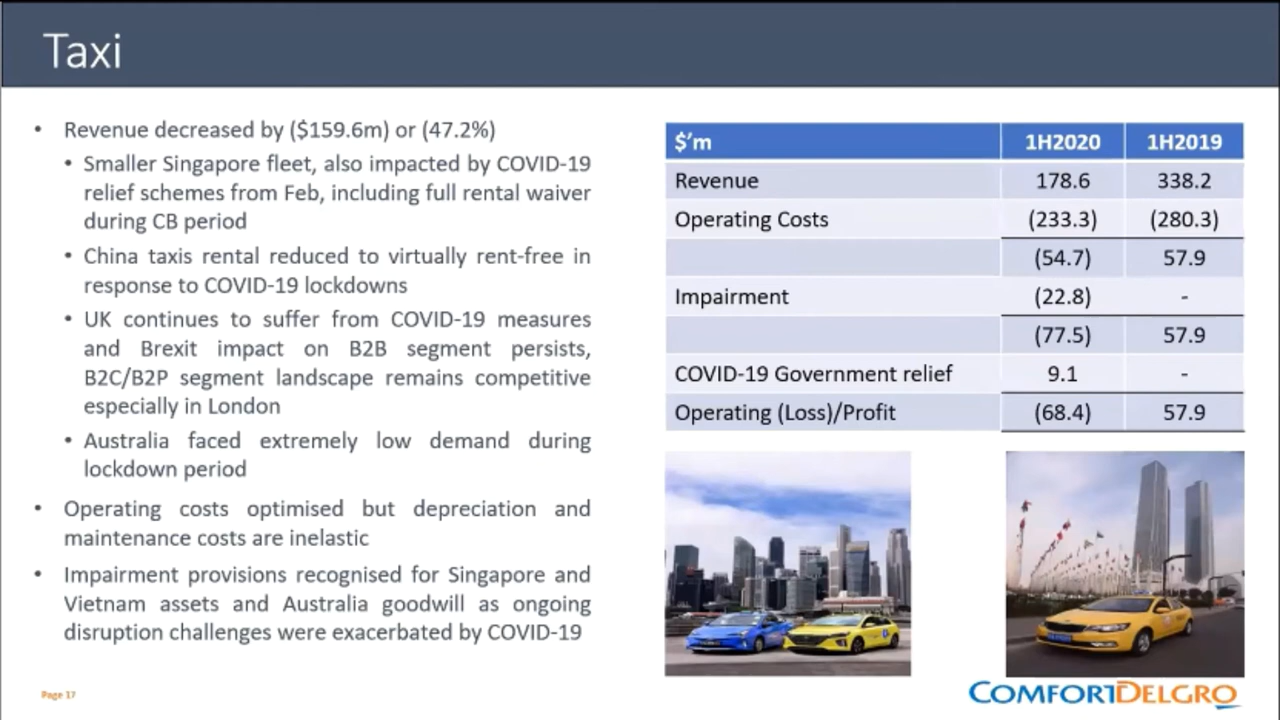 Taxi
• Revenue decreased by ($159.6m) or (47.2%)
• Smaller Singapore fleet, also impacted by COVID-19
relief schemes from Feb, including full rental waiver
during CB period
• China taxis rental reduced to virtually rent-free in
response to COVID-19 lockdowns
• UK continues to suffer from COVID-19 measures
and Brexit impact on B2B segment persists,
B2C/B2P segment landscape remains competitive
especially in London
• Australia faced extremely low demand during
lockdown period
• Operating costs optimised but depreciation and
maintenance costs are inelastic
• Impairment provisions recognised for Singapore and
Vietnam assets and Australia goodwill as ongoing
disruption challenges were exacerbated by COVID-19
$'m 1H2020 1H2019
Revenue 178.6 338.2
Operating Costs (233.3) (280.3)
(54.7) 57.9
Impairment (22.8) -
(77.5) 57.9
COVID-19 Government relief 9.1 -
Operating (Loss)/Profit (68.4) 57.9
Page 17
COMFORTDELGRO